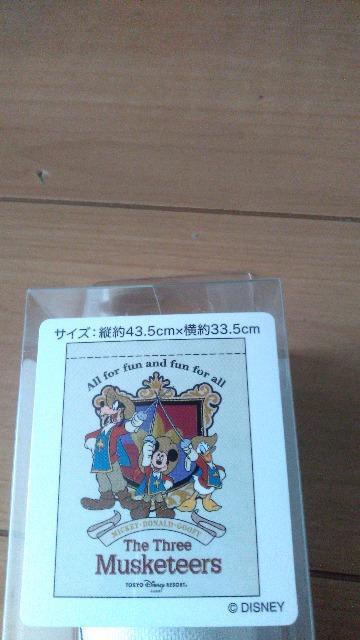 サイズ:縦約43.5cm×横約33.5cm
All for fun and fun for all
MICKEY・DONALD・GOOFY
The Three
Musketeers
TOKYO Disney RESORT
© DISNEY